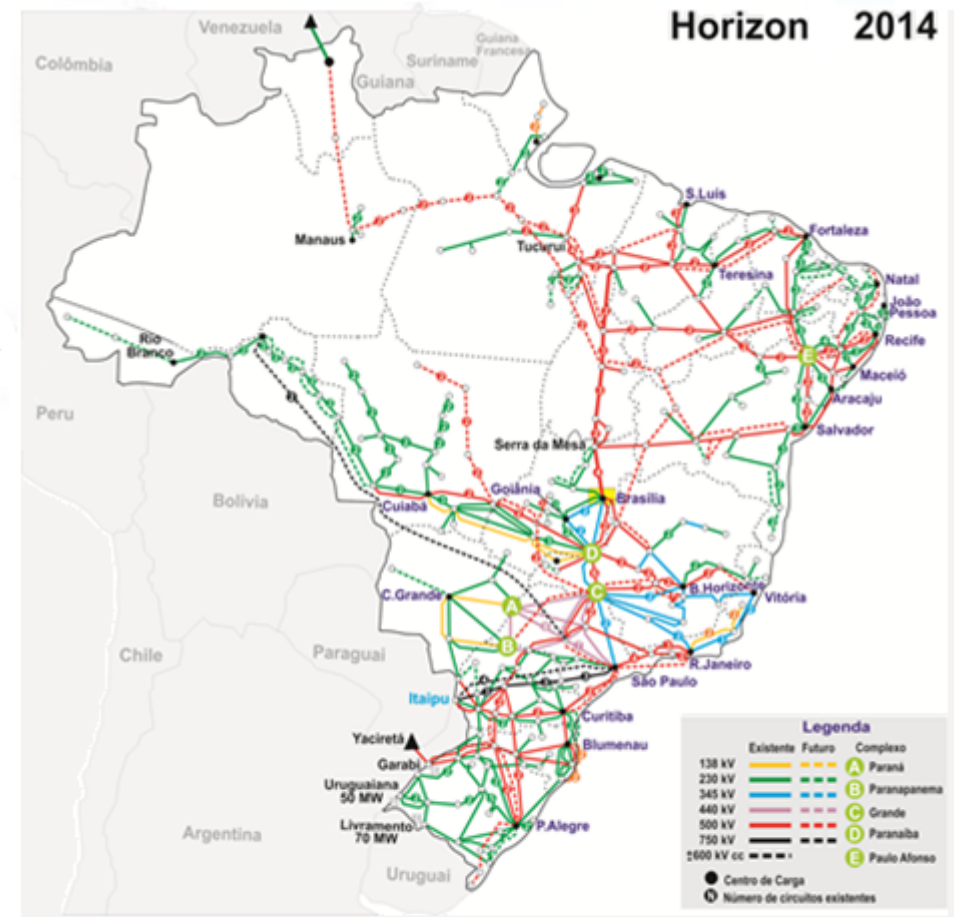 Horizon 2014
Venezuela
Colômbia
Guiana
Suriname
Guiana
Francesa
Manaus
Tucuruí
S.Luis
Fortaleza
Teresina
Natal
João
Pessoa
Recife
Maceió
Aracaju
Salvador
Rio
Branco
Peru
Bolivia
Serra da Mesa
Goiânia
Brasília
Cuiabá
C.Grande
A
B
C
D
E
B.Horizonte
Vitória
R.Janeiro
São Paulo
Chile
Paraguai
Itaipu
Curitiba
Blumenau
Yaciretá
Garabi
Uruguaiana
50 MW
Livramento
70 MW
P.Alegre
Argentina
Uruguai
Legenda
Existente Futuro Complexo
138 kV A Paraná
230 kV B Paranapanema
345 kV C Grande
440 kV D Paranaiba
500 kV E Paulo Afonso
750 kV
±600 kV cc
Centro de Carga
N Número de circuitos existentes